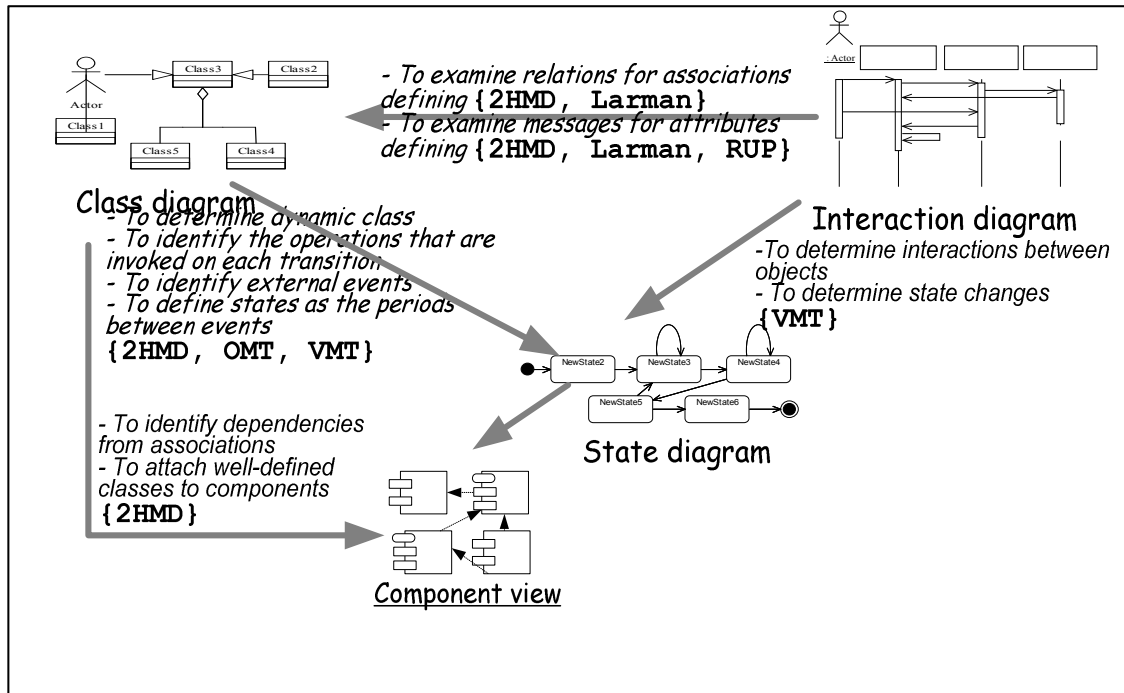 Class3
Class2
Actor
Class1
Class5
Class4
Class diagram
- To examine relations for associations
defining {2HMD, Larman}
- To examine messages for attributes
defining {2HMD, Larman, RUP}
: Actor
Interaction diagram
-To determine interactions between
objects
- To determine state changes
{VMT}
- To determine dynamic class
- To identify the operations that are
invoked on each transition
- To identify external events
- To define states as the periods
between events
{2HMD, OMT, VMT}
NewState2
NewState3
NewState4
NewState5
NewState6
State diagram
- To identify dependencies
from associations
- To attach well-defined
classes to components
{2HMD}
Component view